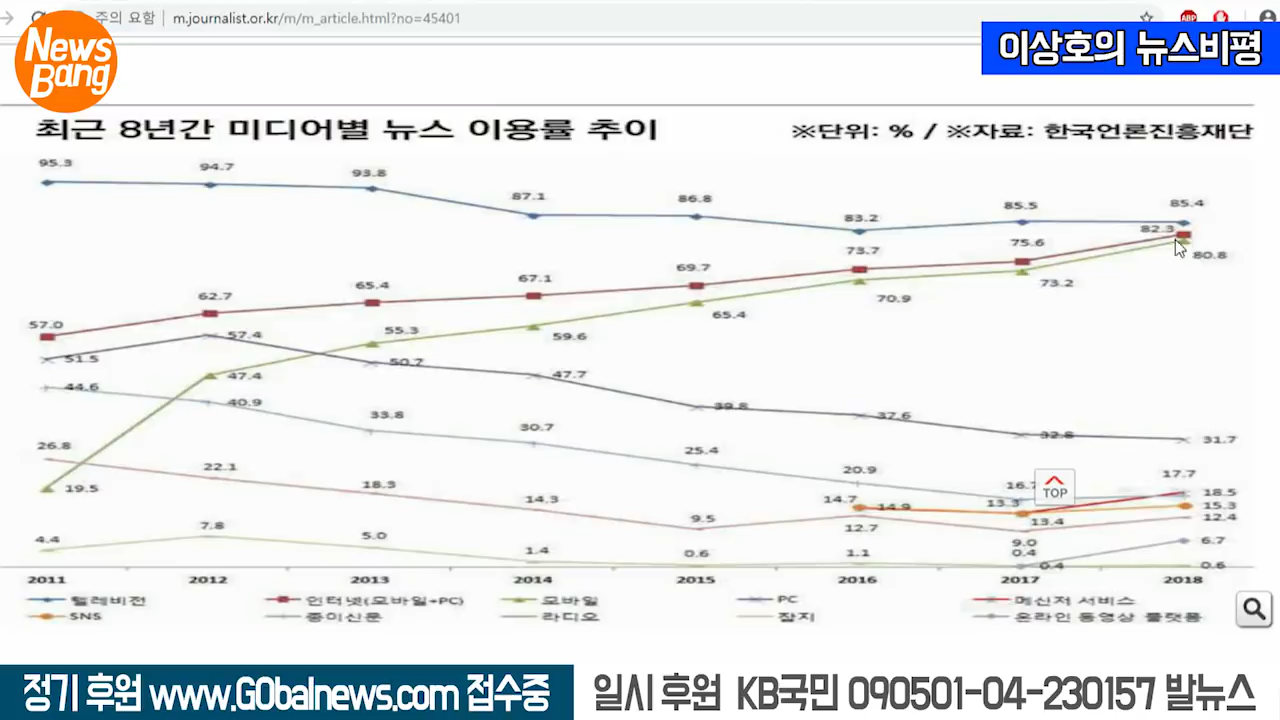 주의 요함
m.journalist.or.kr/m/m_article.html?no=45401
News
Bang
이상호의 뉴스비평
최근 8년간 미디어별 뉴스 이용률 추이
※단위: % / ※자료: 한국언론진흥재단
95.3 94.7 93.8 87.1 86.8 83.2 85.5 85.4
57.0 62.7 65.4 67.1 69.7 73.7 75.6 82.3
19.5 47.4 55.3 59.6 65.4 70.9 73.2 80.8
51.5 57.4 50.7 47.7 39.8 37.6 32.8 31.7
44.6 40.9 33.8 30.7 25.4 20.9 16.7 17.7
26.8 22.1 18.3 14.3 9.5 12.7 9.0 12.4
14.7 13.3 18.5
14.9 13.4 15.3
4.4 7.8 5.0 1.4 0.6 1.1 0.4 0.6
0.4 6.7
TOP
2011 2012 2013 2014 2015 2016 2017 2018
텔레비전 인터넷(모바일+PC) 모바일 PC 메신저 서비스
SNS 종이신문 라디오 잡지 온라인 동영상 플랫폼
정기 후원 www.GObalnews.com 접수중
일시 후원 KB국민 090501-04-230157 발뉴스